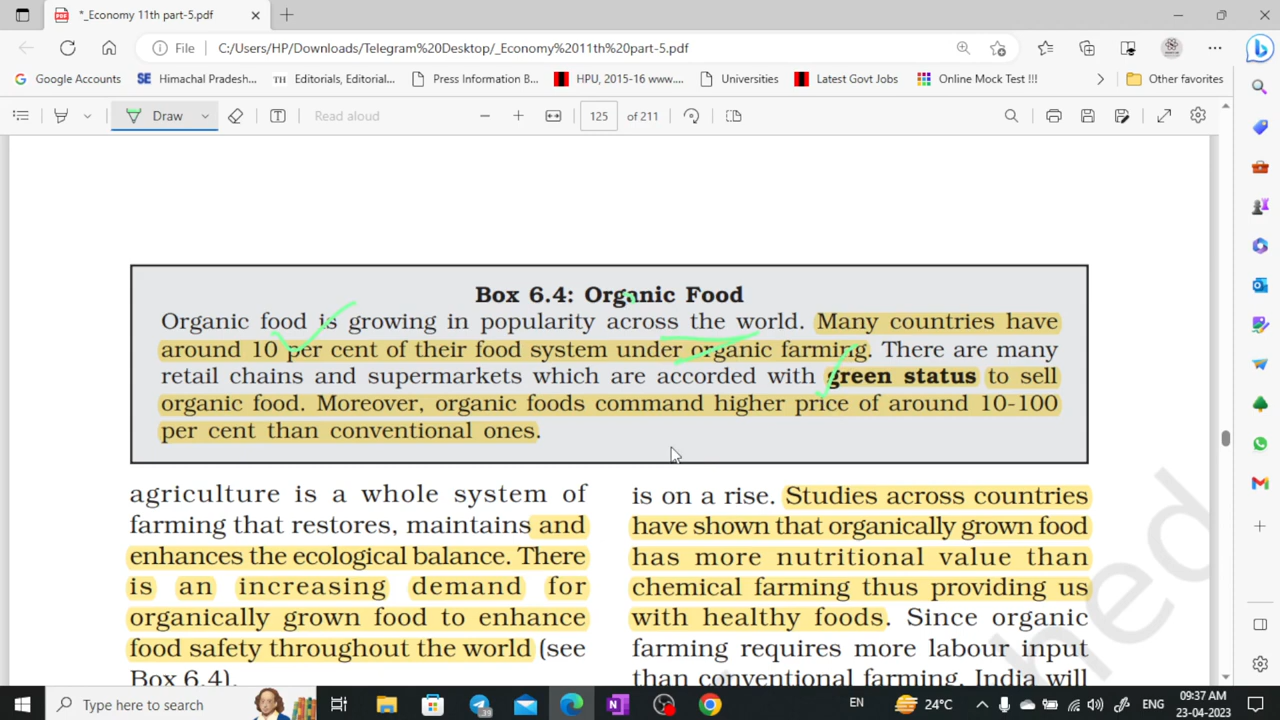 *_Economy 11th part-5.pdf
File
C:/Users/HP/Downloads/Telegram%20Desktop/_Economy%2011th%20part-5.pdf
Google Accounts
SE Himachal Pradesh...
TH Editorials, Editorial...
Press Information B...
HPU, 2015-16 www....
Universities
Latest Govt Jobs
Online Mock Test !!!
Other favorites
Draw
Read aloud
125 of 211
Box 6.4: Organic Food
Organic food is growing in popularity across the world. Many countries have
around 10 per cent of their food system under organic farming. There are many
retail chains and supermarkets which are accorded with green status to sell
organic food. Moreover, organic foods command higher price of around 10-100
per cent than conventional ones.
agriculture is a whole system of
farming that restores, maintains and
enhances the ecological balance. There
is an increasing demand for
organically grown food to enhance
food safety throughout the world (see
Box 6.4).
is on a rise. Studies across countries
have shown that organically grown food
has more nutritional value than
chemical farming thus providing us
with healthy foods. Since organic
farming requires more labour input
than conventional farming, India will
hed
Type here to search
EN
24°C
ENG
09:37 AM
23-04-2023